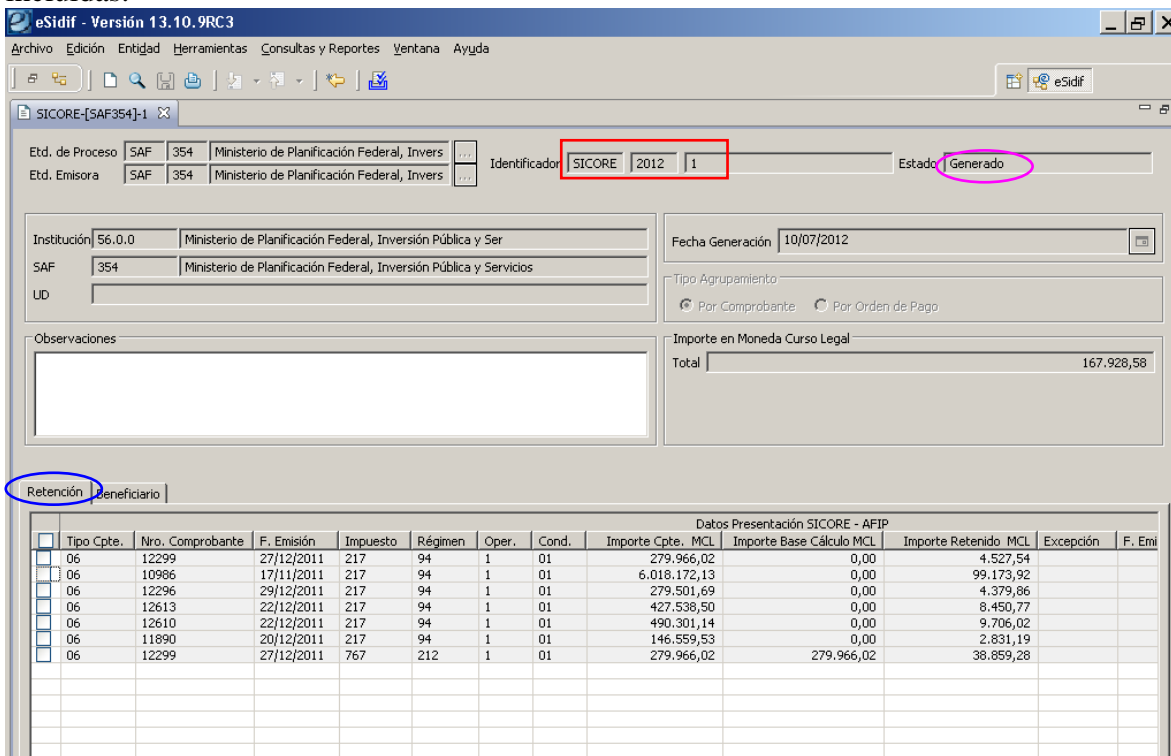 incluidas.
eSidif - Versión 13.10.9RC3
Archivo Edición Entidad Herramientas Consultas y Reportes Ventana Ayuda
eSidif
SICORE-[SAF354]-1
Etd. de Proceso SAF 354 Ministerio de Planificación Federal, Invers ... Identificador SICORE 2012 1 Estado Generado
Etd. Emisora SAF 354 Ministerio de Planificación Federal, Invers ...
Institución 56.0.0 Ministerio de Planificación Federal, Inversión Pública y Ser
SAF 354 Ministerio de Planificación Federal, Inversión Pública y Servicios
UD
Fecha Generación 10/07/2012
Tipo Agrupamiento
Por Comprobante Por Orden de Pago
Observaciones
Importe en Moneda Curso Legal
Total 167.928,58
Retención Beneficiario
Datos Presentación SICORE - AFIP
Tipo Cpte. Nro. Comprobante F. Emisión Impuesto Régimen Oper. Cond. Importe Cpte. MCL Importe Base Cálculo MCL Importe Retenido MCL Excepción F. Emi
06 12299 27/12/2011 217 94 1 01 279.966,02 0,00 4.527,54
06 10986 17/11/2011 217 94 1 01 6.018.172,13 0,00 99.173,92
06 12296 29/12/2011 217 94 1 01 279.501,69 0,00 4.379,86
06 12613 22/12/2011 217 94 1 01 427.538,50 0,00 8.450,77
06 12610 22/12/2011 217 94 1 01 490.301,14 0,00 9.706,02
06 11890 20/12/2011 217 94 1 01 146.559,53 0,00 2.831,19
06 12299 27/12/2011 767 212 1 01 279.966,02 279.966,02 38.859,28